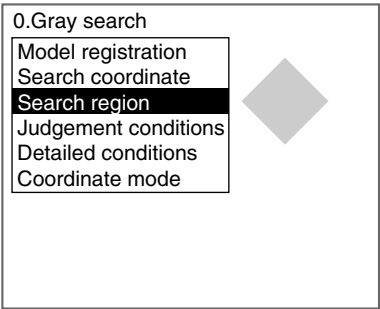 0.Gray search
Model registration
Search coordinate
Search region
Judgement conditions
Detailed conditions
Coordinate mode